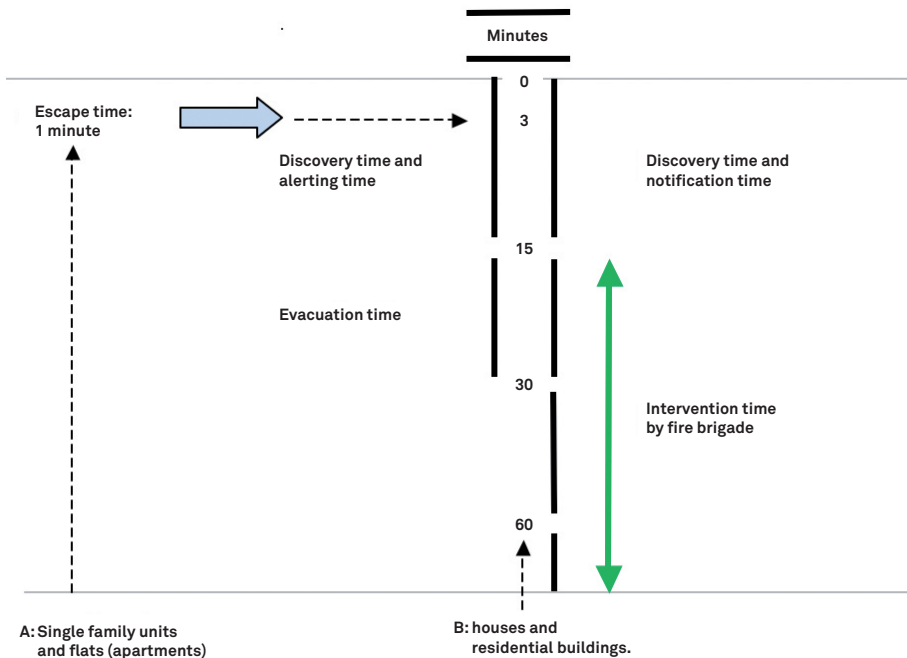 Minutes
0
Escape time:
1 minute
3
Discovery time and
alerting time
Discovery time and
notification time
15
Evacuation time
30
Intervention time
by fire brigade
60
A: Single family units
and flats (apartments)
B: houses and
residential buildings.